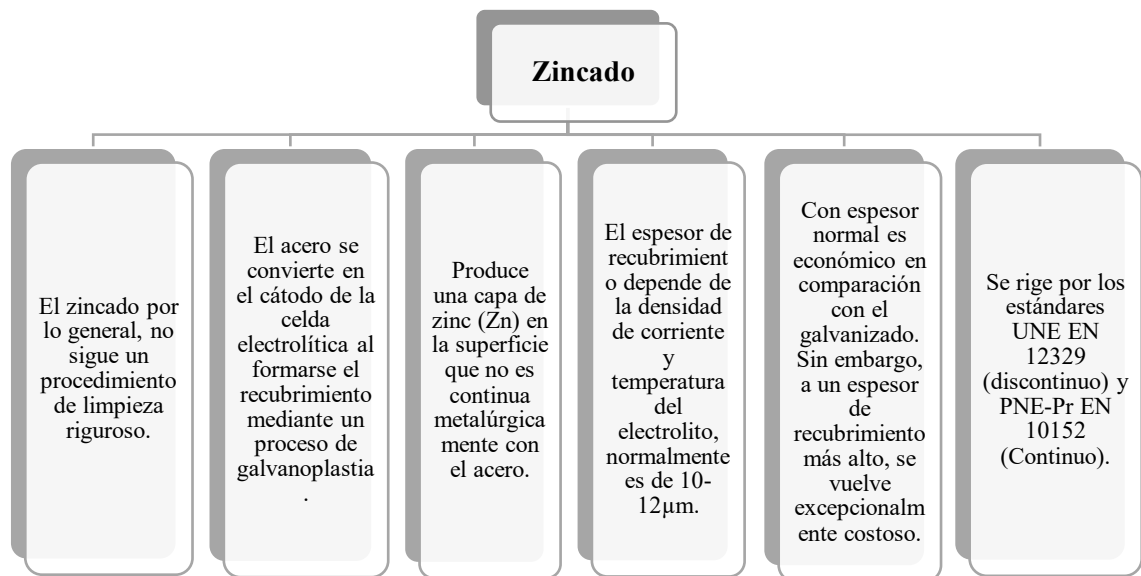 Zincado
El zincado por
lo general, no
sigue un
procedimiento
de limpieza
riguroso.
El acero se
convierte en
el cátodo de la
celda
electrolítica al
formarse el
recubrimiento
mediante un
proceso de
galvanoplastia
.
Produce
una capa de
zinc (Zn) en
la superficie
que no es
continua
metalúrgica
mente con
el acero.
El espesor de
recubrimient
o depende de
la densidad
de corriente
y
temperatura
del
electrolito,
normalmente
es de 10-
12µm.
Con espesor
normal es
económico en
comparación
con el
galvanizado.
Sin embargo,
a un espesor
de
recubrimiento
más alto, se
vuelve
excepcionalm
ente costoso.
Se rige por los
estándares
UNE EN
12329
(discontinuo) y
PNE-Pr EN
10152
(Continuo).